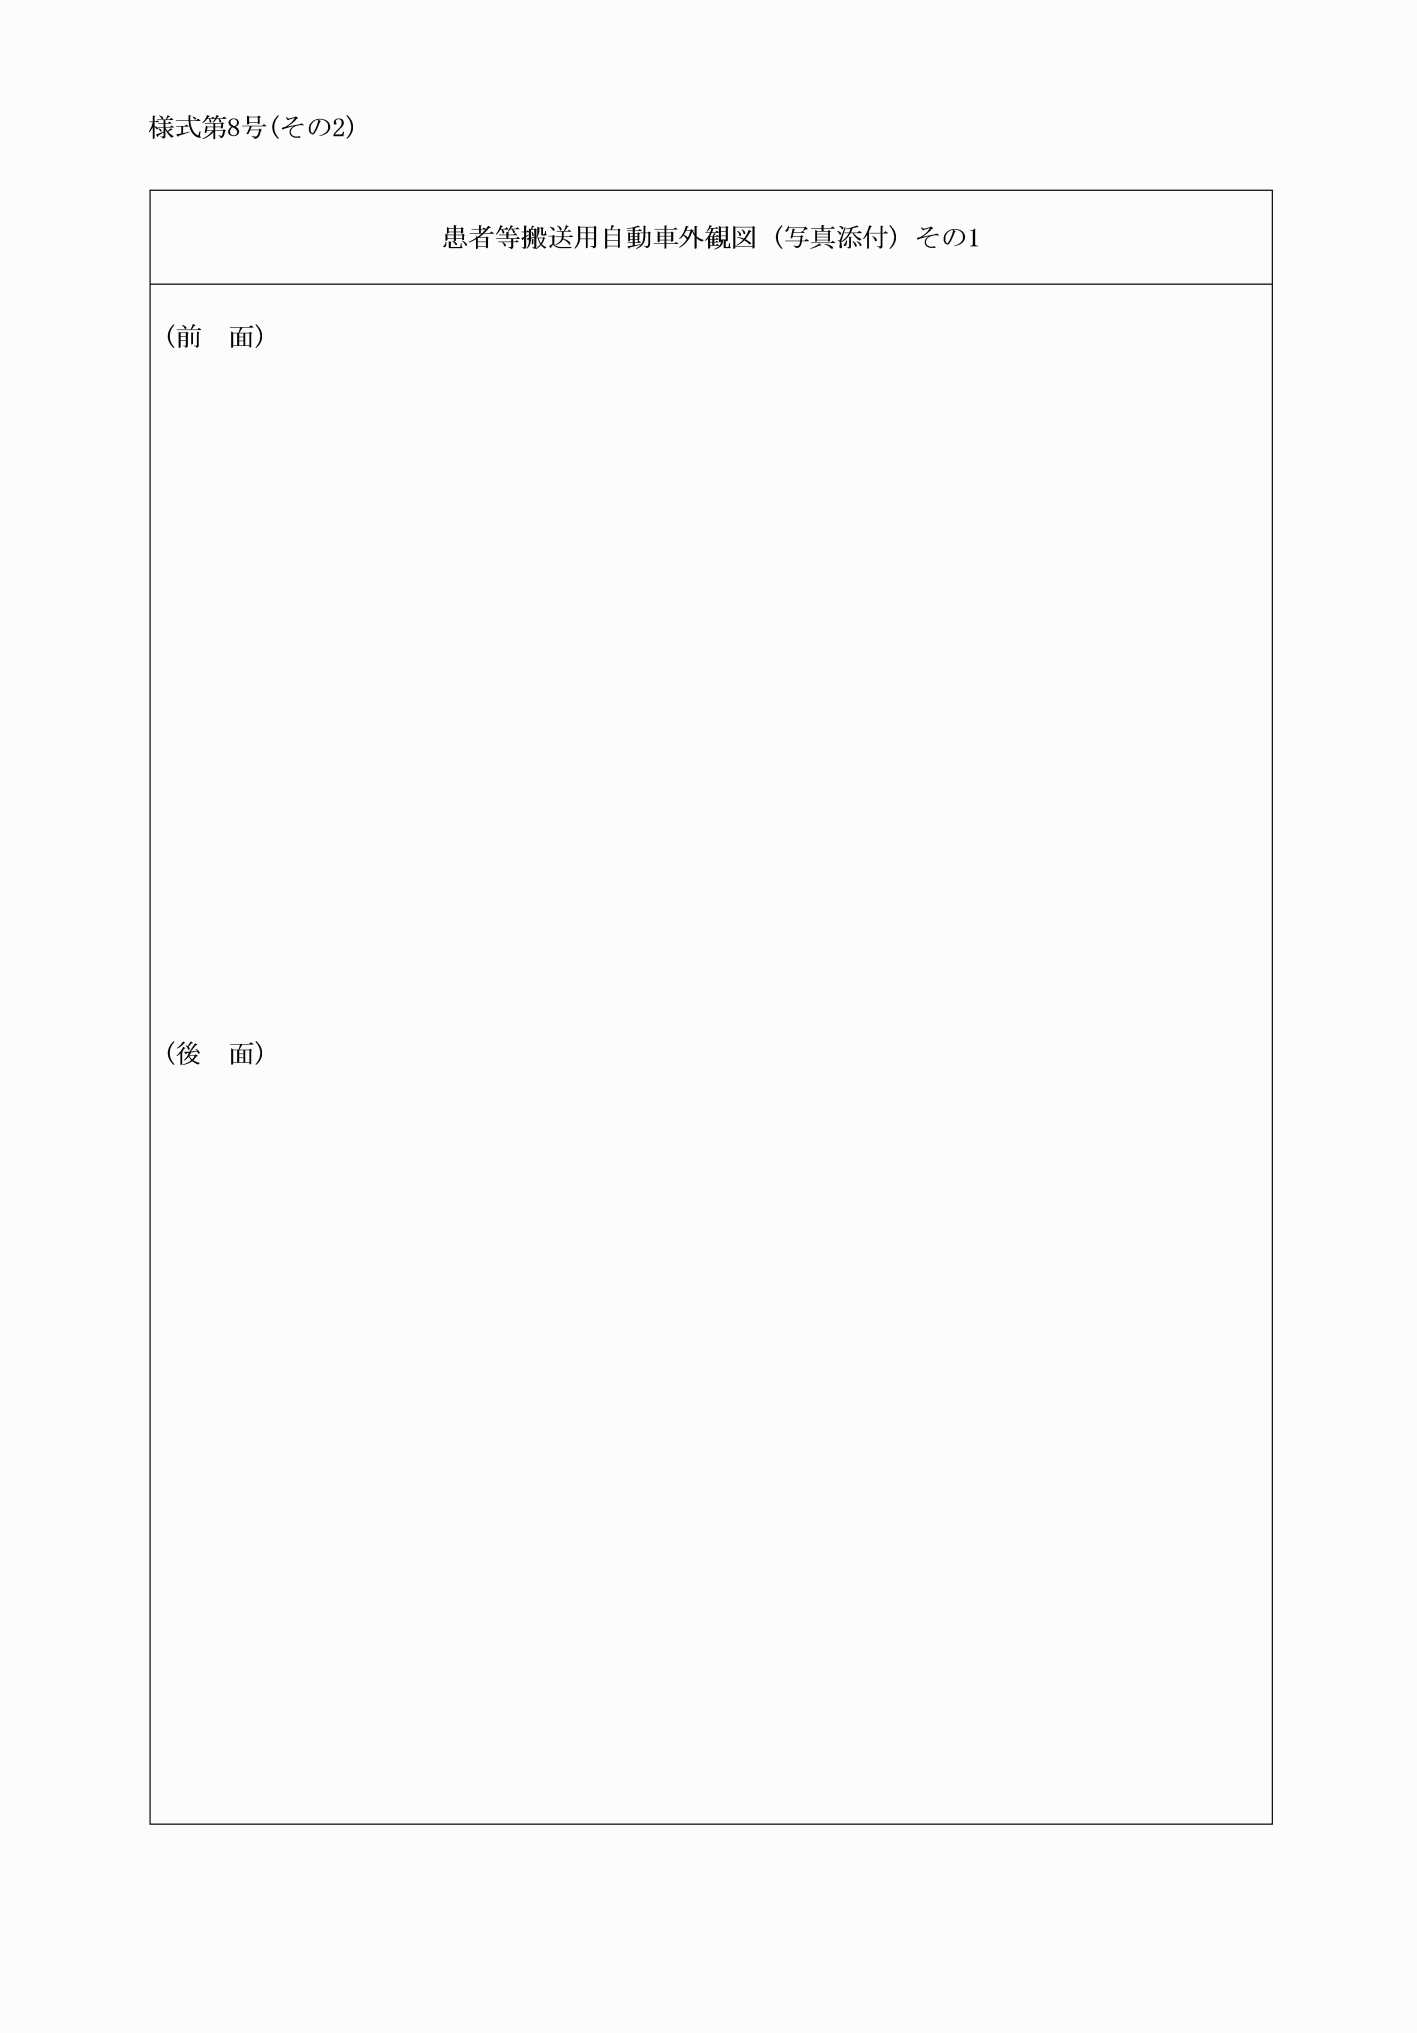 様式第8号(その2)
患者等搬送用自動車外観図（写真添付）その1
(前　面)
(後　面)